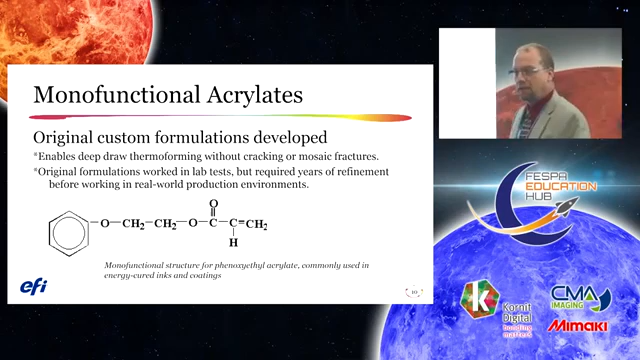 Monofunctional Acrylates
Original custom formulations developed
*Enables deep draw thermoforming without cracking or mosaic fractures.
*Original formulations worked in lab tests, but required years of refinement
before working in real-world production environments.
O
O—CH2—CH2—O—C—C=CH2
H
Monofunctional structure for phenoxyethyl acrylate, commonly used in
energy-cured inks and coatings
efi
10
FESPA
EDUCATION
HUB
K
Kornit
Digital
bonding
matters
CMA
IMAGING
Mimaki